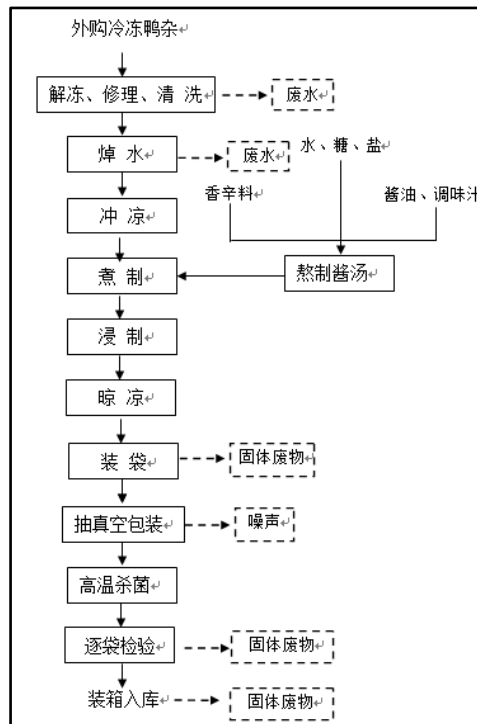 外购冷冻鸭杂
解冻、修理、清 洗
废水
焯 水
废水
水、糖、盐
香辛料
酱油、调味汁
冲 凉
煮 制
熬制酱汤
浸 制
晾 凉
装 袋
固体废物
抽真空包装
噪声
高温杀菌
逐袋检验
固体废物
装箱入库
固体废物